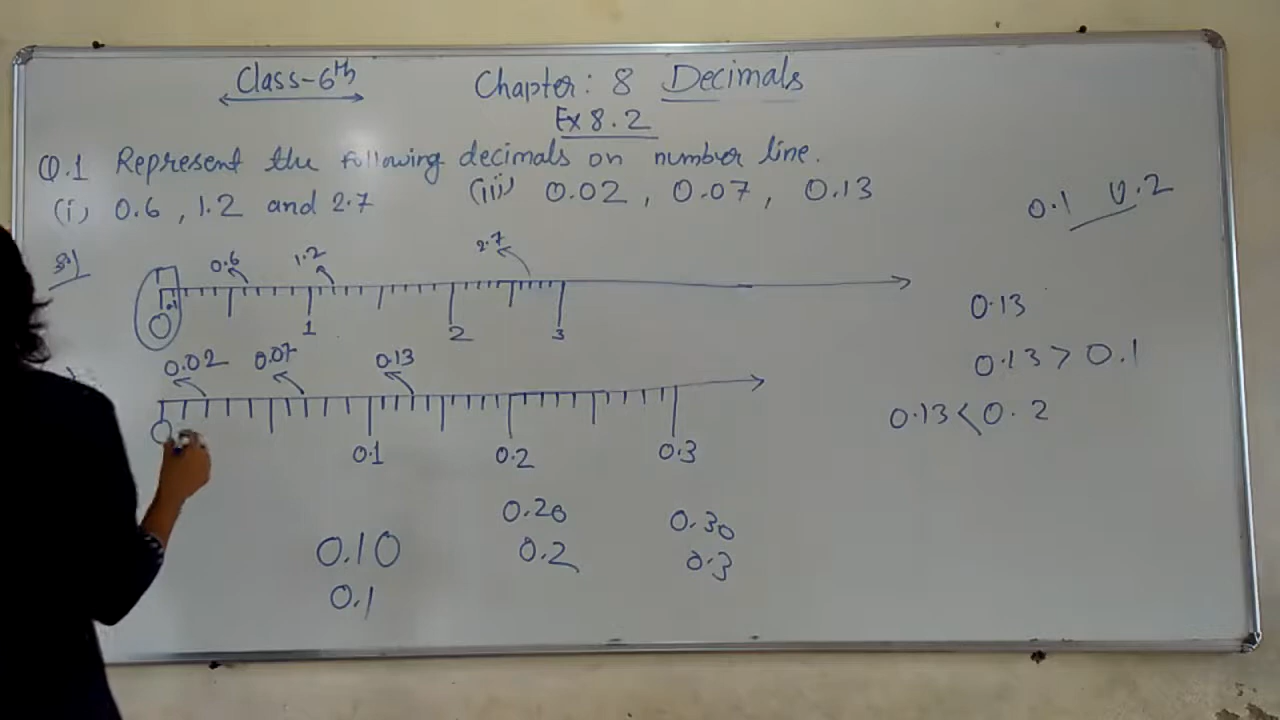 Class-6th Chapter: 8 Decimals
Ex 8.2
Q.1 Represent the following decimals on number line.
(i) 0.6, 1.2 and 2.7 (iii) 0.02, 0.07, 0.13
0.1 0.2
0.6 1.2 2.7
0 1 2 3
0.13
0.13 > 0.1
0.13 < 0.2
0.02 0.07 0.13
0 0.1 0.2 0.3
0.10 0.20 0.30
0.1 0.2 0.3